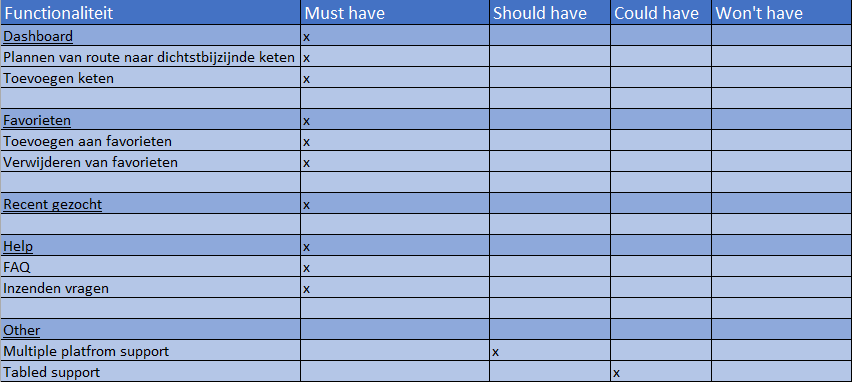 Functionaliteit Must have Should have Could have Won't have
Dashboard x
Plannen van route naar dichtstbijzijnde keten x
Toevoegen keten x
Favorieten x
Toevoegen aan favorieten x
Verwijderen van favorieten x
Recent gezocht x
Help x
FAQ x
Inzenden vragen x
Other
Multiple platfrom support x
Tabled support x